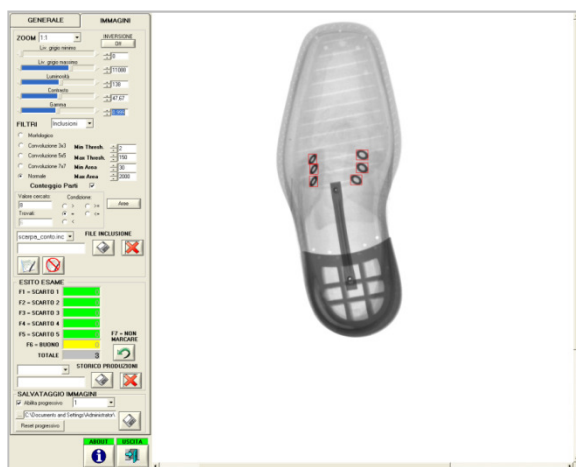 GENERALE IMMAGINI
ZOOM 1:1 INVERSIONE
Liv. grigio minimo
0
Liv. grigio massimo
11000
Luminosità
Contrasto
47,67
Gamma
FILTRI Inclusioni
Morfologico
Convoluzione 3x3 Min Thresh. 2
Convoluzione 5x5 Max Thresh. 150
Convoluzione 7x7 Min Area 30
Normale Max Area 2000
Conteggio Parti
Valore cercato: Condizione:
> >=
Aree
Trovati: = <=
<
scarpa_conto.inc FILE INCLUSIONE
ESITO ESAME
F1 = SCARTO 1
F2 = SCARTO 2
F3 = SCARTO 3
F4 = SCARTO 4
F5 = SCARTO 5 F7 = NON MARCARE
F6 = BUONO 0
TOTALE
STORICO PRODUZIONI
SALVATAGGIO IMMAGINI
Abilita progressivo 1
... C:\Documents and Settings\Administrator\
Reset progressivo
ABOUT USCITA